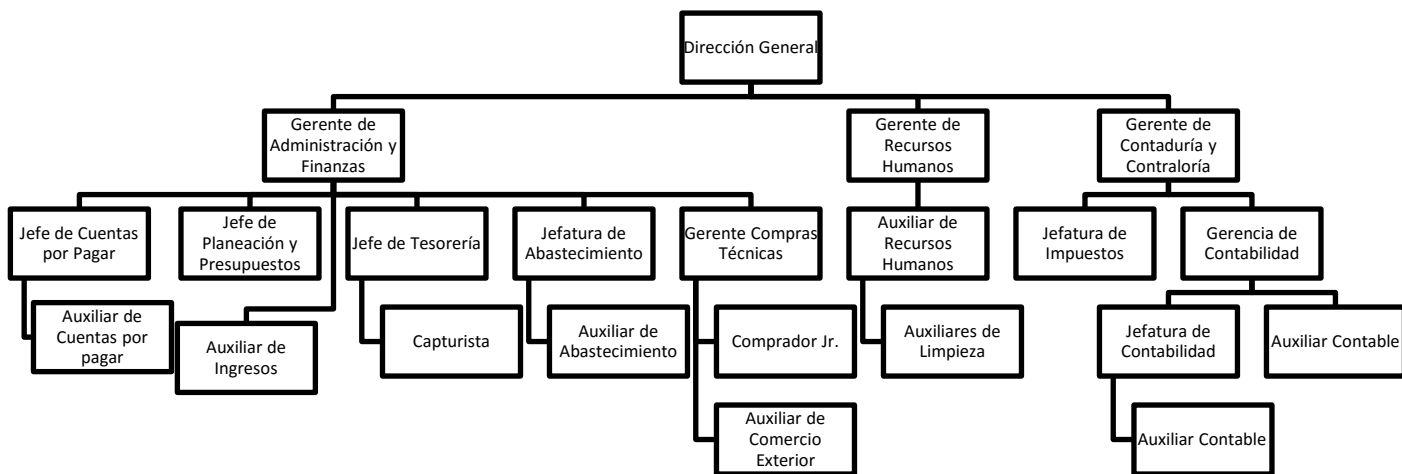 Dirección General
Gerente de
Administración y
Finanzas
Gerente de
Recursos
Humanos
Gerente de
Contaduría y
Contraloría
Jefe de Cuentas
por Pagar
Jefe de
Planeación y
Presupuestos
Jefe de Tesorería
Jefatura de
Abastecimiento
Gerente Compras
Técnicas
Auxiliar de
Recursos
Humanos
Jefatura de
Impuestos
Gerencia de
Contabilidad
Auxiliar de
Cuentas por
pagar
Auxiliar de
Ingresos
Capturista
Auxiliar de
Abastecimiento
Comprador Jr.
Auxiliares de
Limpieza
Jefatura de
Contabilidad
Auxiliar Contable
Auxiliar de
Comercio
Exterior
Auxiliar Contable